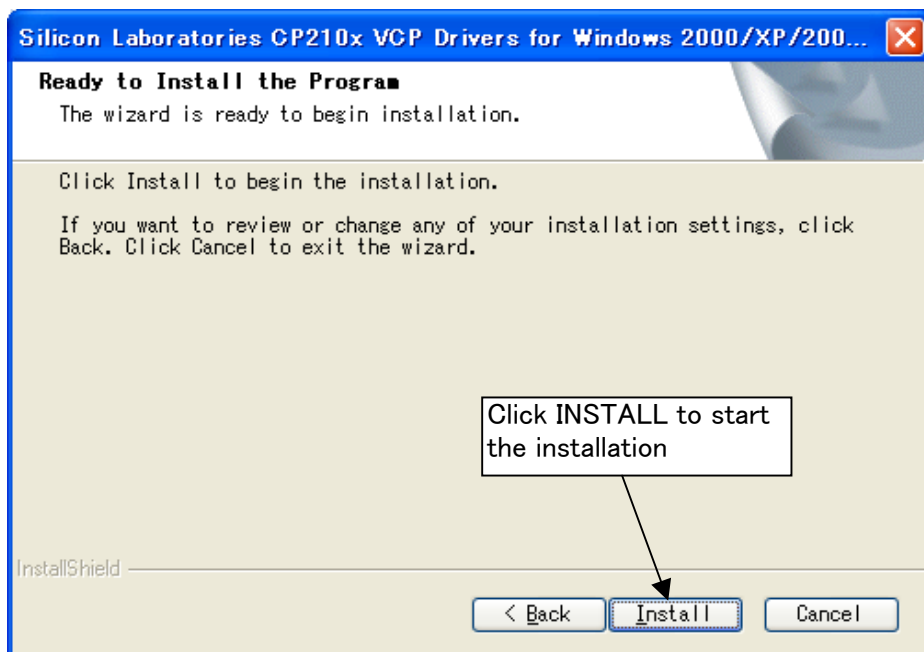 Silicon Laboratories CP210x VCP Drivers for Windows 2000/XP/200...
Ready to Install the Program
The wizard is ready to begin installation.
Click Install to begin the installation.
If you want to review or change any of your installation settings, click
Back. Click Cancel to exit the wizard.
Click INSTALL to start
the installation
InstallShield
< Back
Install
Cancel